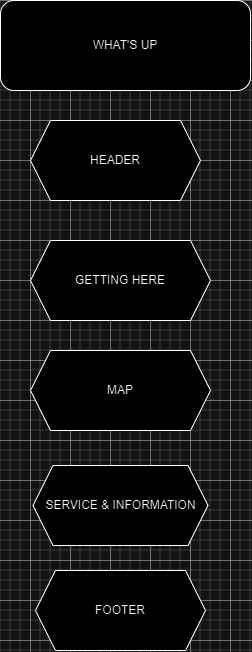 WHAT'S UP
HEADER
GETTING HERE
MAP
SERVICE & INFORMATION
FOOTER